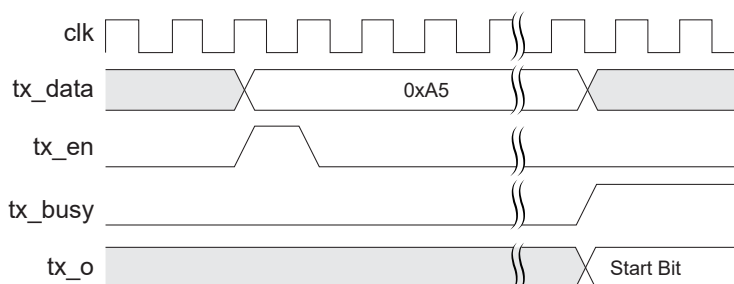 clk
tx_data 0xA5
tx_en
tx_busy
tx_o Start Bit